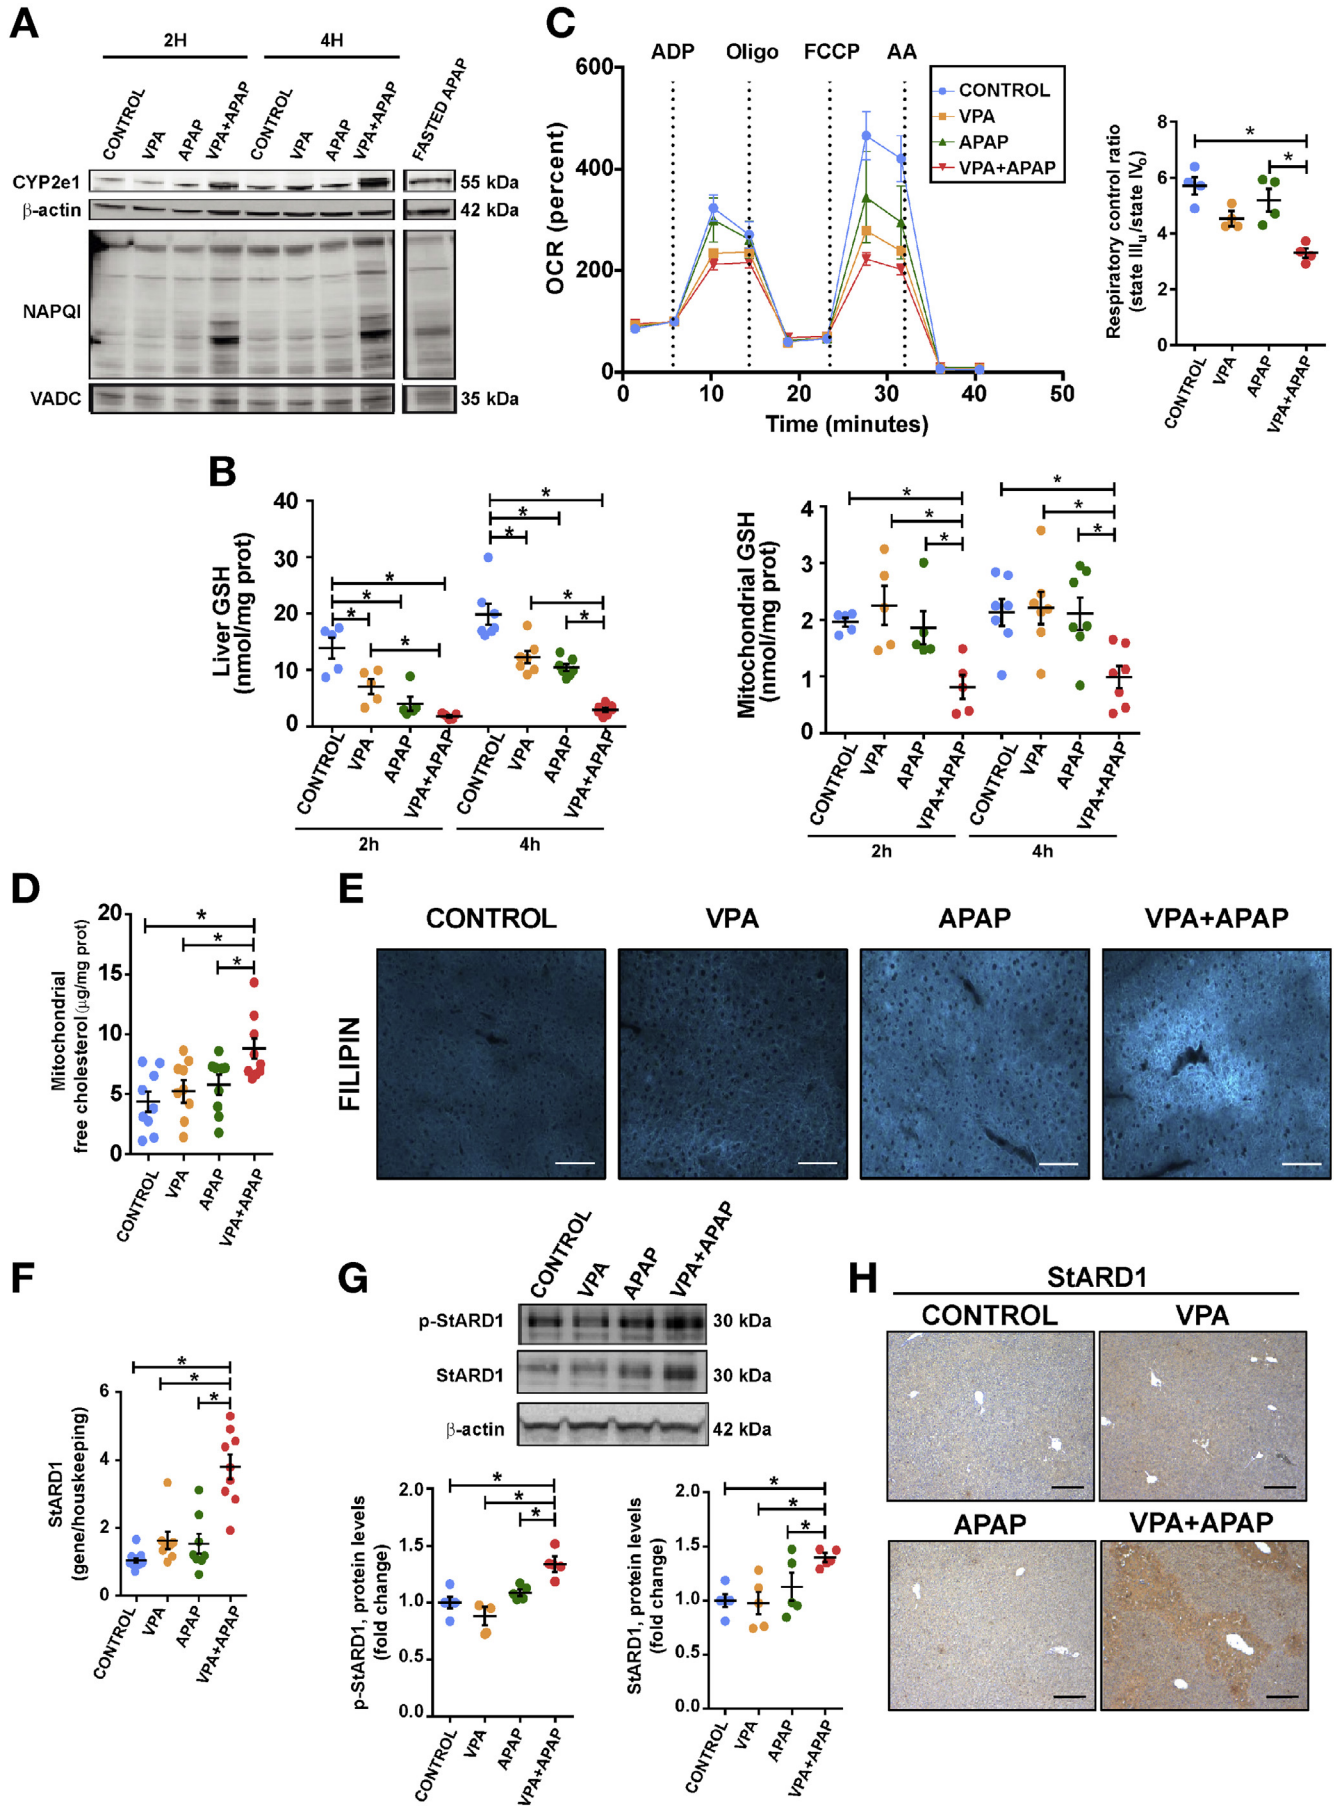 A
2H
4H
CONTROL
VPA
APAP
VPA+APAP
CONTROL
VPA
APAP
VPA+APAP
FASTED APAP
CYP2e1
55 kDa
β-actin
42 kDa
NAPQI
VADC
35 kDa
C
ADP
Oligo
FCCP
AA
600
400
200
0
OCR (percent)
0
10
20
30
40
50
Time (minutes)
CONTROL
VPA
APAP
VPA+APAP
Respiratory control ratio
(state IIIu/state IVo)
8
6
4
2
0
*
*
CONTROL
VPA
APAP
VPA+APAP
B
Liver GSH
(nmol/mg prot)
40
30
20
10
0
*
*
*
*
*
*
*
*
*
CONTROL
VPA
APAP
VPA+APAP
CONTROL
VPA
APAP
VPA+APAP
2h
4h
Mitochondrial GSH
(nmol/mg prot)
4
3
2
1
0
*
*
*
*
*
*
CONTROL
VPA
APAP
VPA+APAP
CONTROL
VPA
APAP
VPA+APAP
2h
4h
D
Mitochondrial
free cholesterol (μg/mg prot)
20
15
10
5
0
*
*
*
CONTROL
VPA
APAP
VPA+APAP
E
CONTROL
VPA
APAP
VPA+APAP
FILIPIN
F
StARD1
(gene/houskeeping)
6
4
2
0
*
*
*
CONTROL
VPA
APAP
VPA+APAP
G
CONTROL
VPA
APAP
VPA+APAP
p-StARD1
30 kDa
StARD1
30 kDa
β-actin
42 kDa
p-StARD1, protein levels
(fold change)
2.0
1.5
1.0
0.5
0.0
*
*
*
CONTROL
VPA
APAP
VPA+APAP
StARD1, protein levels
(fold change)
2.0
1.5
1.0
0.5
0.0
*
*
*
CONTROL
VPA
APAP
VPA+APAP
H
StARD1
CONTROL
VPA
APAP
VPA+APAP